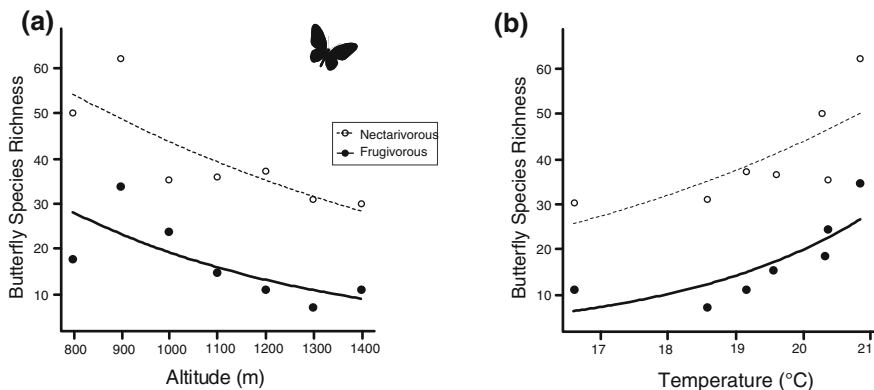 (a)
Butterfly Species Richness
60
50
40
30
20
10
800 900 1000 1100 1200 1300 1400
Altitude (m)
Nectarivorous
Frugivorous
(b)
Butterfly Species Richness
60
50
40
30
20
10
17 18 19 20 21
Temperature (°C)